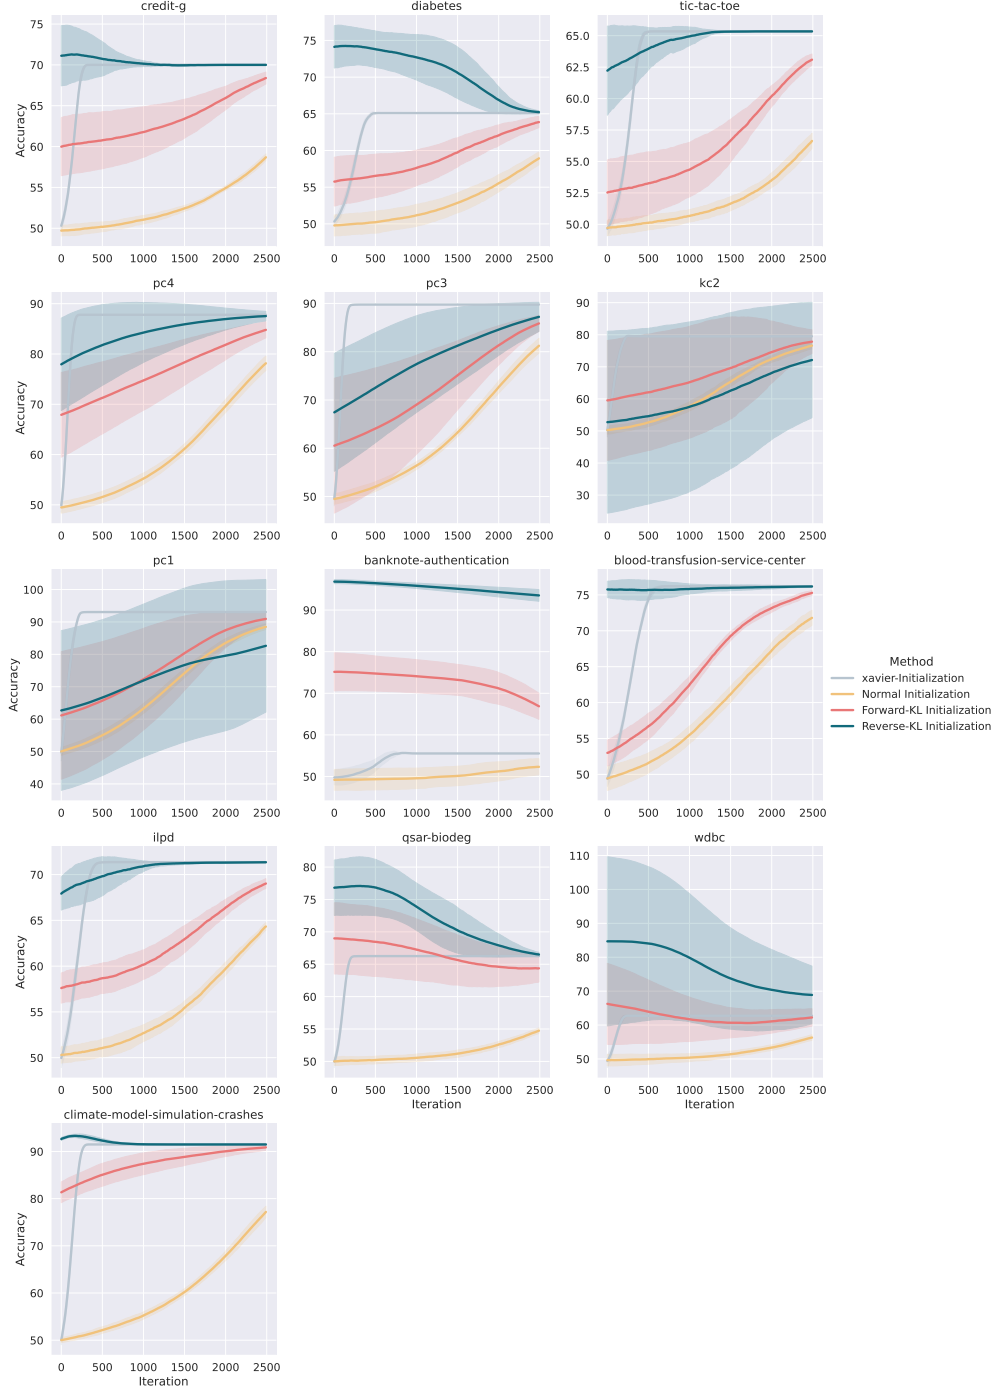 credit-g
diabetes
tic-tac-toe
75
70
65
60
55
50
Accuracy
0 500 1000 1500 2000 2500
75
70
65
60
55
50
0 500 1000 1500 2000 2500
65.0
62.5
60.0
57.5
55.0
52.5
50.0
0 500 1000 1500 2000 2500
pc4
pc3
kc2
90
80
70
60
50
Accuracy
0 500 1000 1500 2000 2500
90
80
70
60
50
0 500 1000 1500 2000 2500
90
80
70
60
50
40
30
0 500 1000 1500 2000 2500
pc1
banknote-authentication
blood-transfusion-service-center
100
90
80
70
60
50
40
Accuracy
0 500 1000 1500 2000 2500
90
80
70
60
50
0 500 1000 1500 2000 2500
75
70
65
60
55
50
0 500 1000 1500 2000 2500
Method
xavier-Initialization
Normal Initialization
Forward-KL Initialization
Reverse-KL Initialization
ilpd
qsar-biodeg
wdbc
70
65
60
55
50
Accuracy
0 500 1000 1500 2000 2500
80
75
70
65
60
55
50
0 500 1000 1500 2000 2500
Iteration
110
100
90
80
70
60
50
0 500 1000 1500 2000 2500
Iteration
climate-model-simulation-crashes
90
80
70
60
50
Accuracy
0 500 1000 1500 2000 2500
Iteration